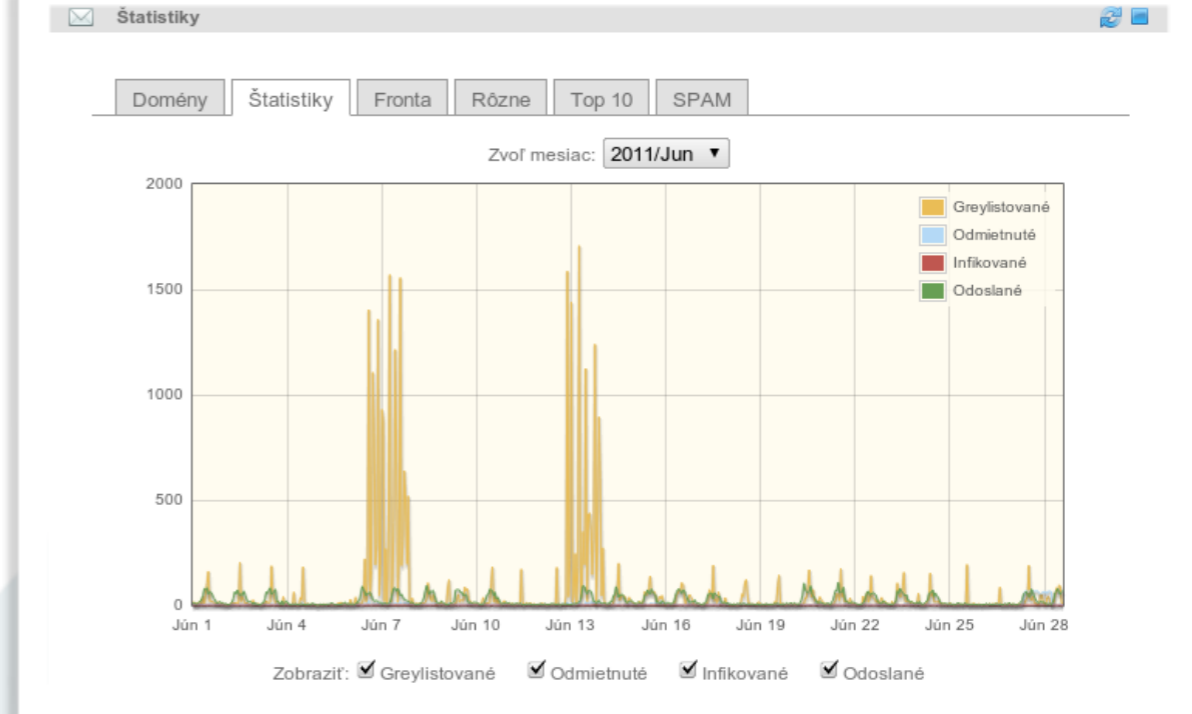 Štatistiky
Domény Štatistiky Fronta Rôzne Top 10 SPAM
Zvoľ mesiac: 2011/Jun
2000
1500
1000
500
0
Greylistované
Odmietnuté
Infikované
Odoslané
Jún 1 Jún 4 Jún 7 Jún 10 Jún 13 Jún 16 Jún 19 Jún 22 Jún 25 Jún 28
Zobraziť: Greylistované Odmietnuté Infikované Odoslané